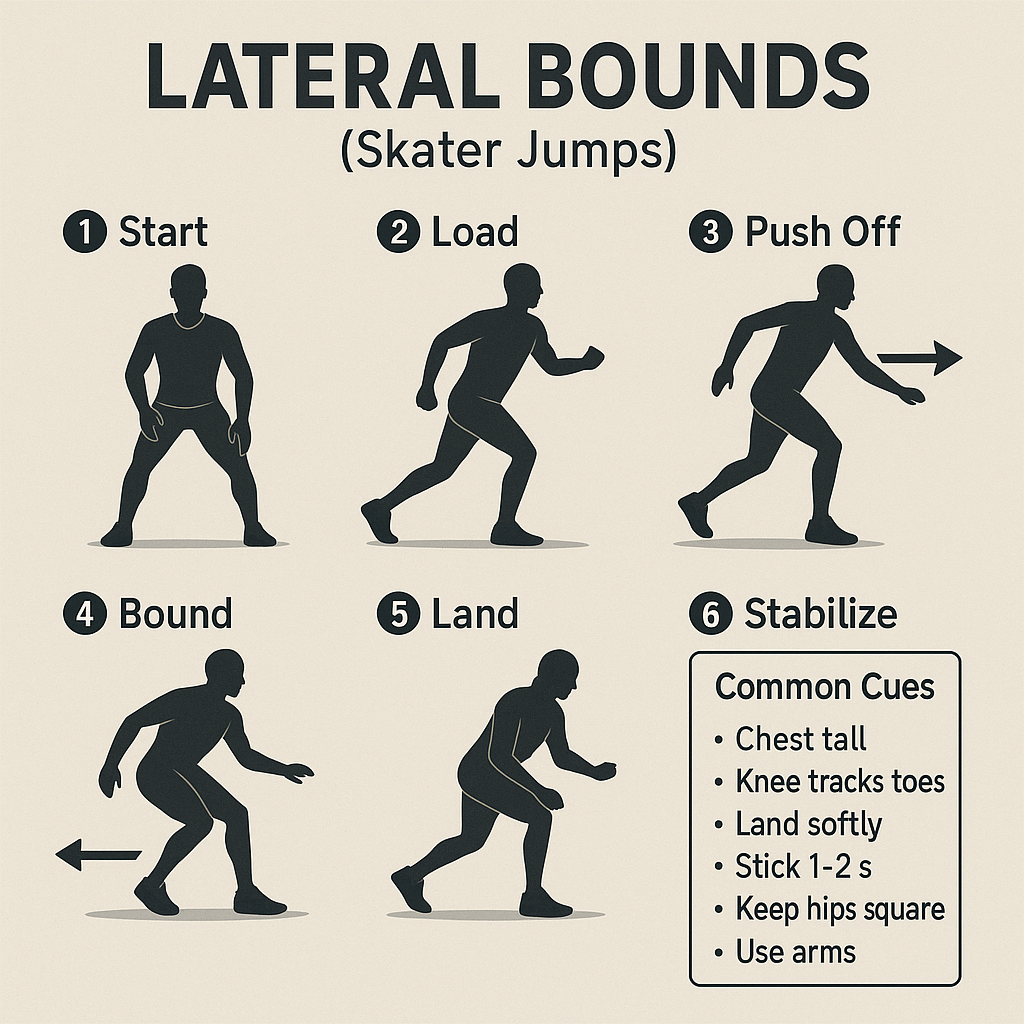 LATERAL BOUNDS
(Skater Jumps)
1 Start
2 Load
3 Push Off
4 Bound
5 Land
6 Stabilize
Common Cues
• Chest tall
• Knee tracks toes
• Land softly
• Stick 1-2 s
• Keep hips square
• Use arms